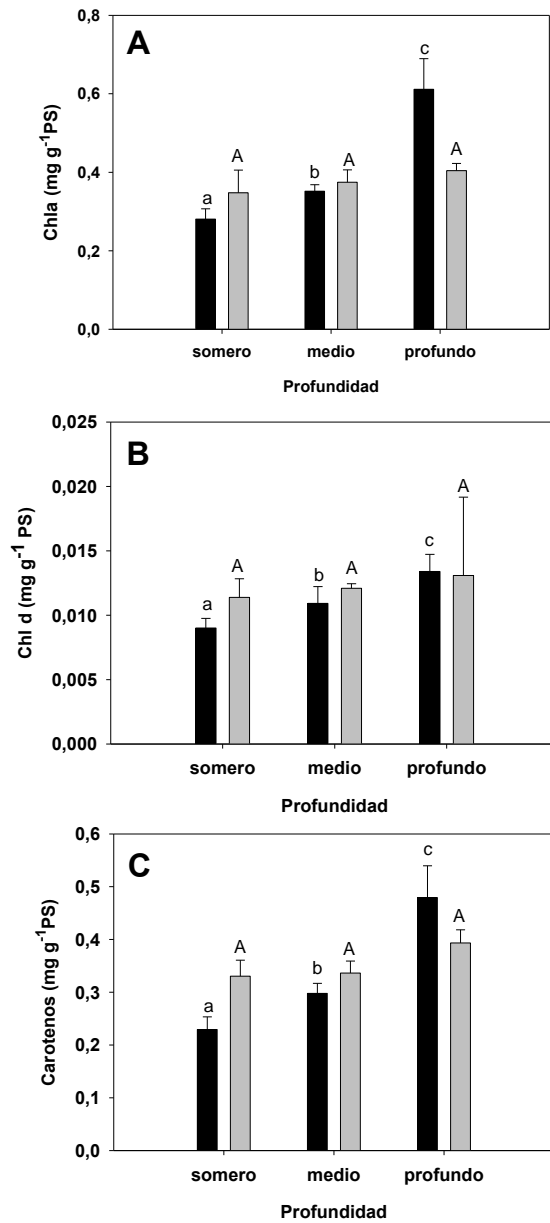 A
Chla (mg g⁻¹PS)
0,8
0,6
0,4
0,2
0,0
a
A
b
A
c
A
somero medio profundo
Profundidad
B
Chl d (mg g⁻¹ PS)
0,025
0,020
0,015
0,010
0,005
0,000
a
A
b
A
c
A
somero medio profundo
Profundidad
C
Carotenos (mg g⁻¹PS)
0,6
0,5
0,4
0,3
0,2
0,1
0,0
a
A
b
A
c
A
somero medio profundo
Profundidad